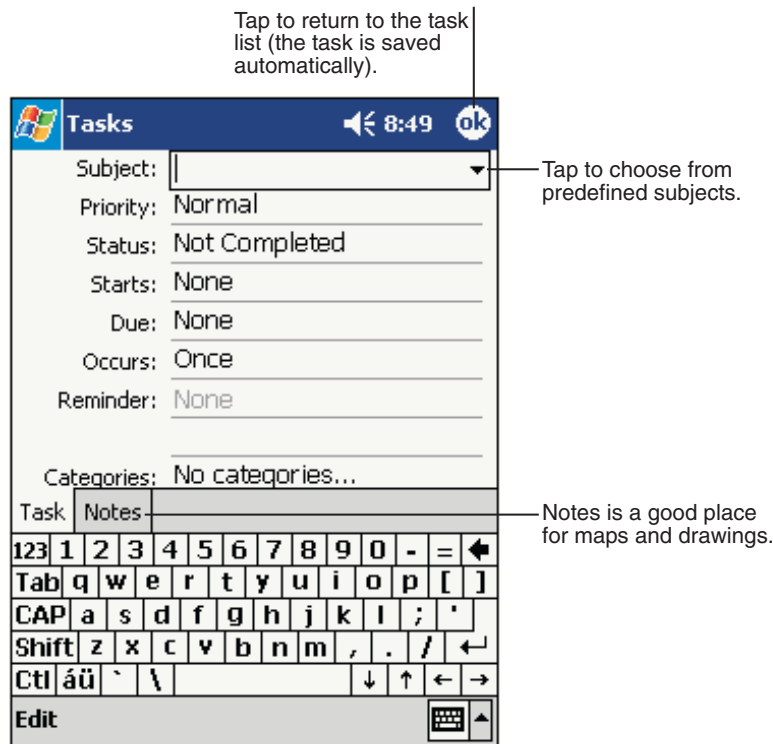 Tap to return to the task
list (the task is saved
automatically).
Tasks 8:49 ok
Subject:
Tap to choose from
predefined subjects.
Priority: Normal
Status: Not Completed
Starts: None
Due: None
Occurs: Once
Reminder: None
Categories: No categories...
Task Notes
Notes is a good place
for maps and drawings.
123 1 2 3 4 5 6 7 8 9 0 - =
Tab q w e r t y u i o p [ ]
CAP a s d f g h j k l ; '
Shift z x c v b n m , . /
Ctl áü ` \ ↓ ↑ ← →
Edit